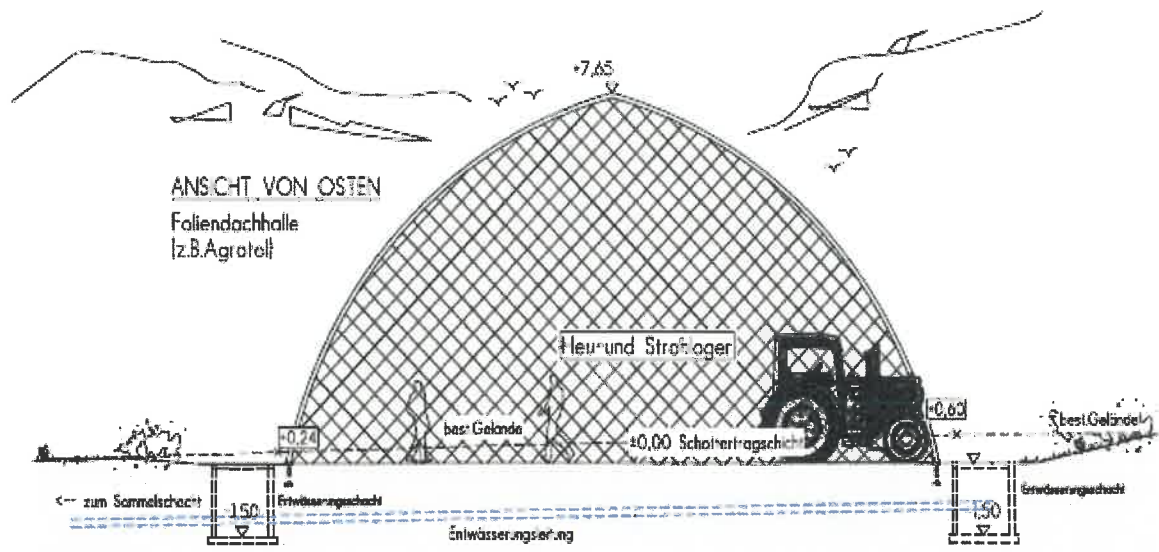 +7,65
ANSICHT VON OSTEN
Foliendachhalle
(z.B.Agrotel)
Heu-und Strohlager
+0,24
best.Gelände
±0,00 Schottertragschicht
+0,60
best.Gelände
<-- zum Sammelschacht
-1,50
Entwässerungsschacht
-1,50
Entwässerungsschacht
Entwässerungsleitung